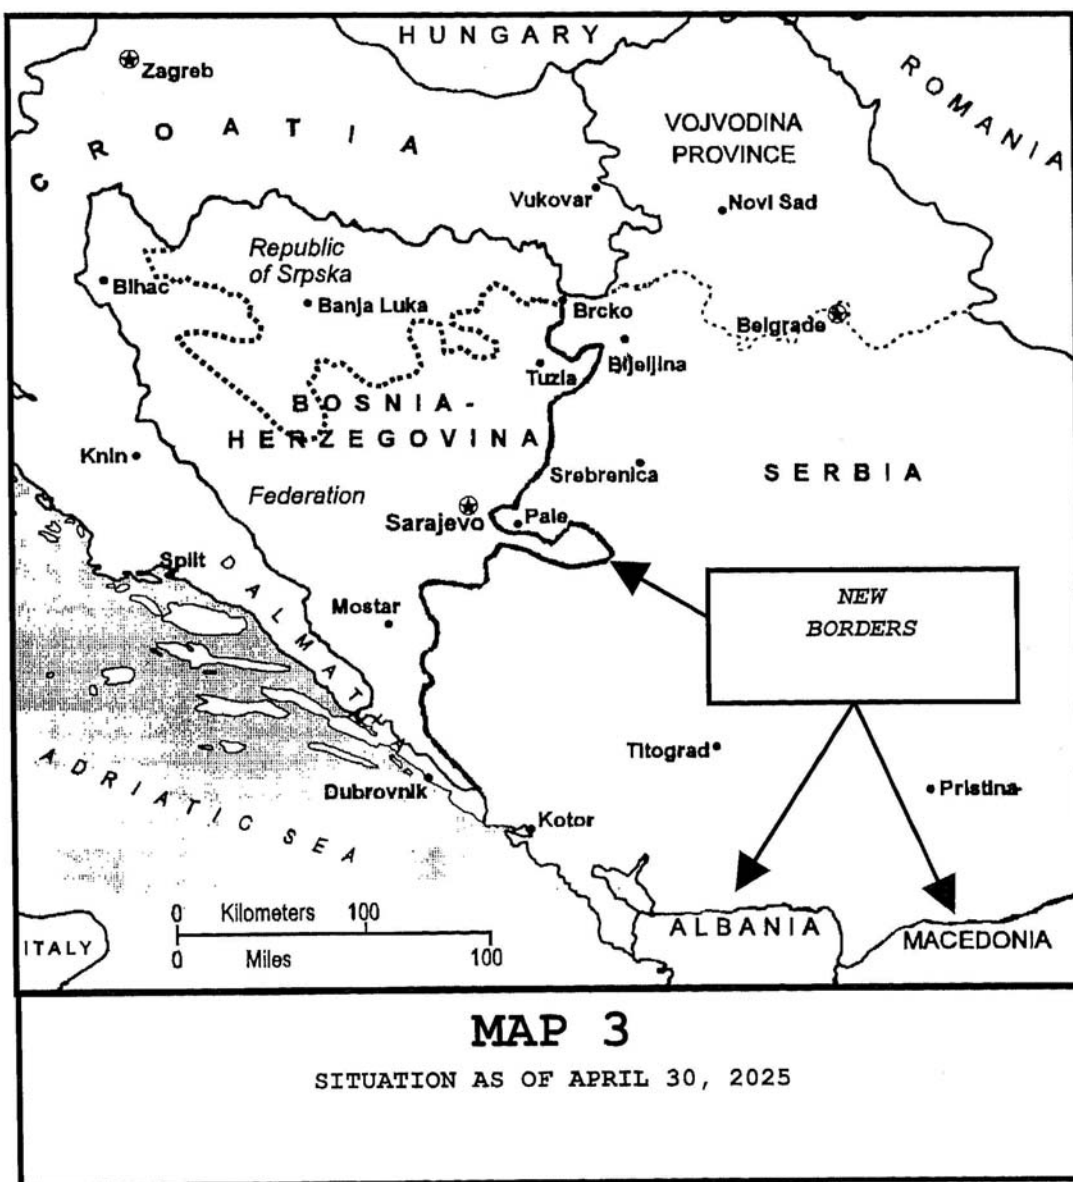 HUNGARY
Zagreb
ROMANIA
CROATIA
VOJVODINA
PROVINCE
Vukovar
Novi Sad
Republic
of Srpska
Bihac
Banja Luka
Brcko
Belgrade
Bijeljina
Tuzla
BOSNIA-
HERZEGOVINA
Knin
Srebrenica
SERBIA
Federation
Sarajevo
Pale
Split
DALMATIA
NEW
BORDERS
Mostar
Titograd
Pristina
ADRIATIC SEA
Dubrovnik
Kotor
0 Kilometers 100
0 Miles 100
ITALY
ALBANIA
MACEDONIA
MAP 3
SITUATION AS OF APRIL 30, 2025